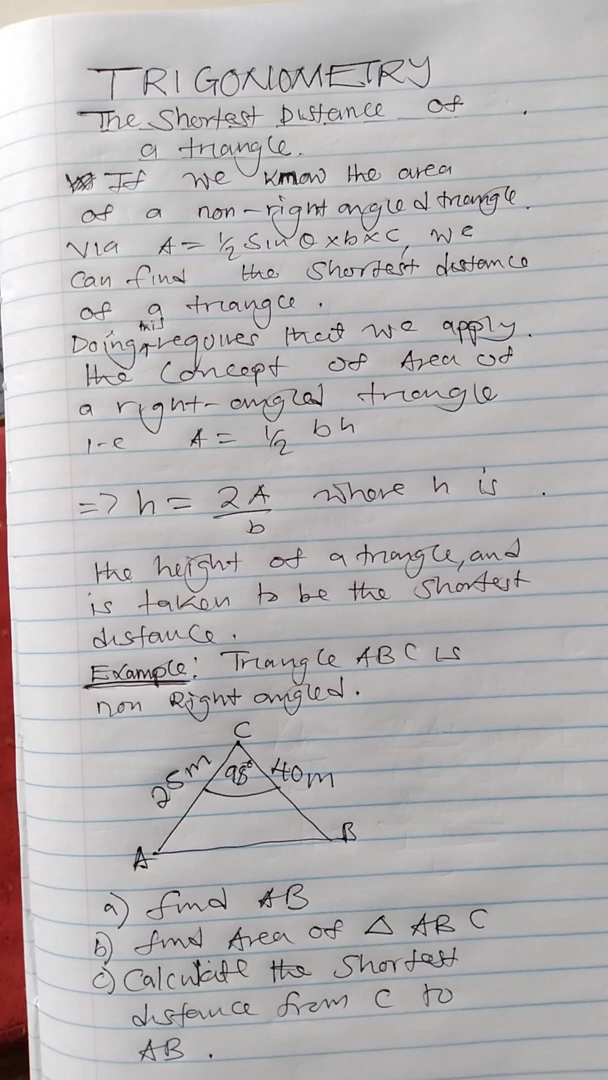 TRIGONOMETRY
The Shortest Distance of
a triangle.
If we know the area
of a non-right angled triangle.
via A = ½ Sin θ × b × c, we
can find the shortest distance
of a triangle.
Doing this requires that we apply.
the concept of Area of
a right-angled triangle
i-e A = ½ bh
=> h = 2A/b where h is .
the height of a triangle, and
is taken to be the shortest
distance.
Example: Triangle ABC is
non Right angled.
C
25m 98° 40m
A B
a) find AB
b) find Area of △ ABC
c) Calculate the shortest
distance from C to
AB.